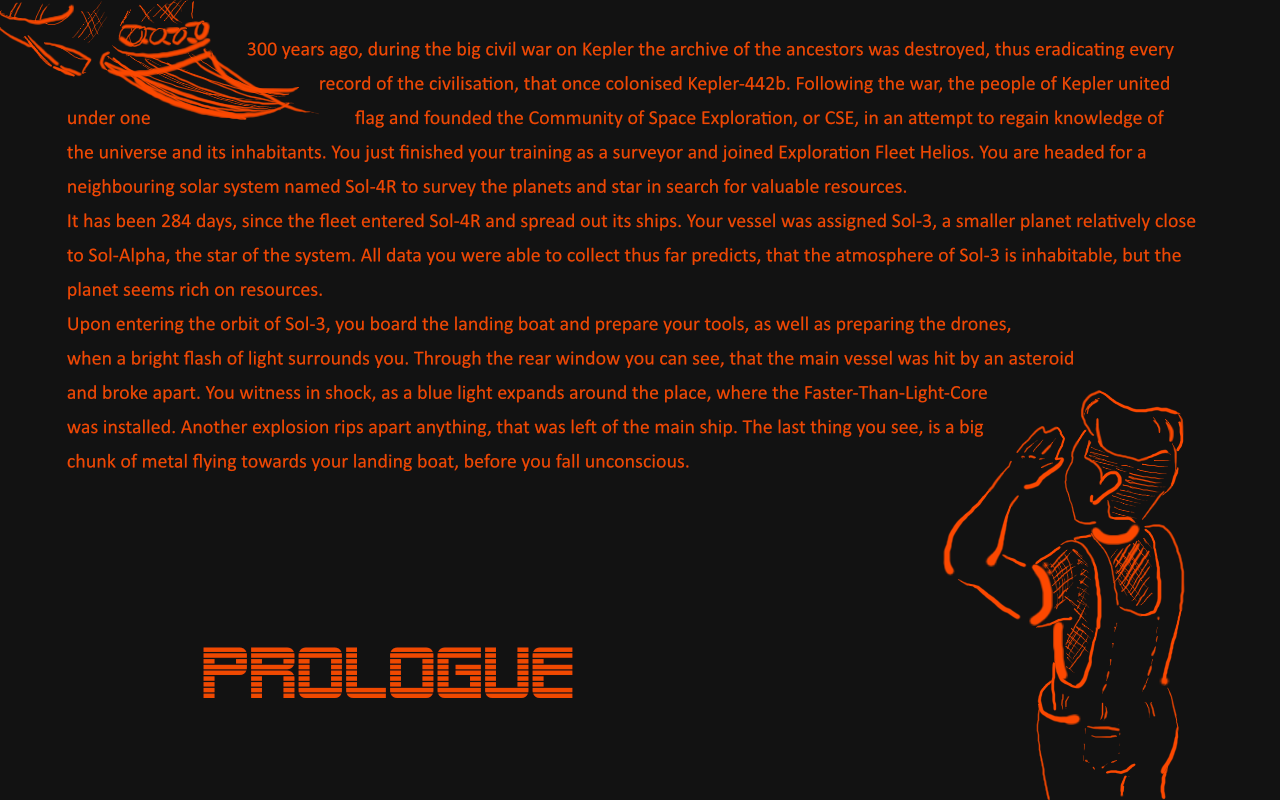 300 years ago, during the big civil war on Kepler the archive of the ancestors was destroyed, thus eradicating every
record of the civilisation, that once colonised Kepler-442b. Following the war, the people of Kepler united
under one flag and founded the Community of Space Exploration, or CSE, in an attempt to regain knowledge of
the universe and its inhabitants. You just finished your training as a surveyor and joined Exploration Fleet Helios. You are headed for a
neighbouring solar system named Sol-4R to survey the planets and star in search for valuable resources.
It has been 284 days, since the fleet entered Sol-4R and spread out its ships. Your vessel was assigned Sol-3, a smaller planet relatively close
to Sol-Alpha, the star of the system. All data you were able to collect thus far predicts, that the atmosphere of Sol-3 is inhabitable, but the
planet seems rich on resources.
Upon entering the orbit of Sol-3, you board the landing boat and prepare your tools, as well as preparing the drones,
when a bright flash of light surrounds you. Through the rear window you can see, that the main vessel was hit by an asteroid
and broke apart. You witness in shock, as a blue light expands around the place, where the Faster-Than-Light-Core
was installed. Another explosion rips apart anything, that was left of the main ship. The last thing you see, is a big
chunk of metal flying towards your landing boat, before you fall unconscious.
PROLOGUE